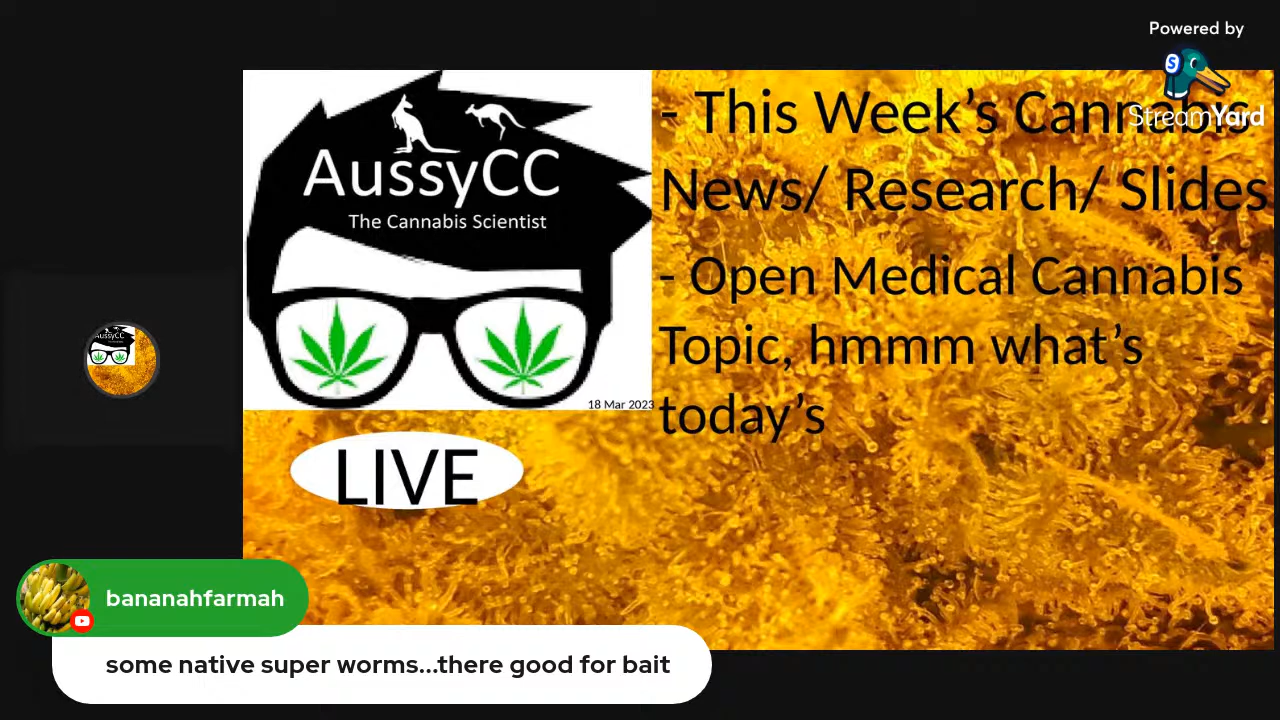 Powered by
StreamYard
- This Week's Cannabis
News/ Research/ Slides
- Open Medical Cannabis
Topic, hmmm what's
today's
AussyCC
The Cannabis Scientist
18 Mar 2023
LIVE
AussyCC
bananahfarmah
some native super worms...there good for bait